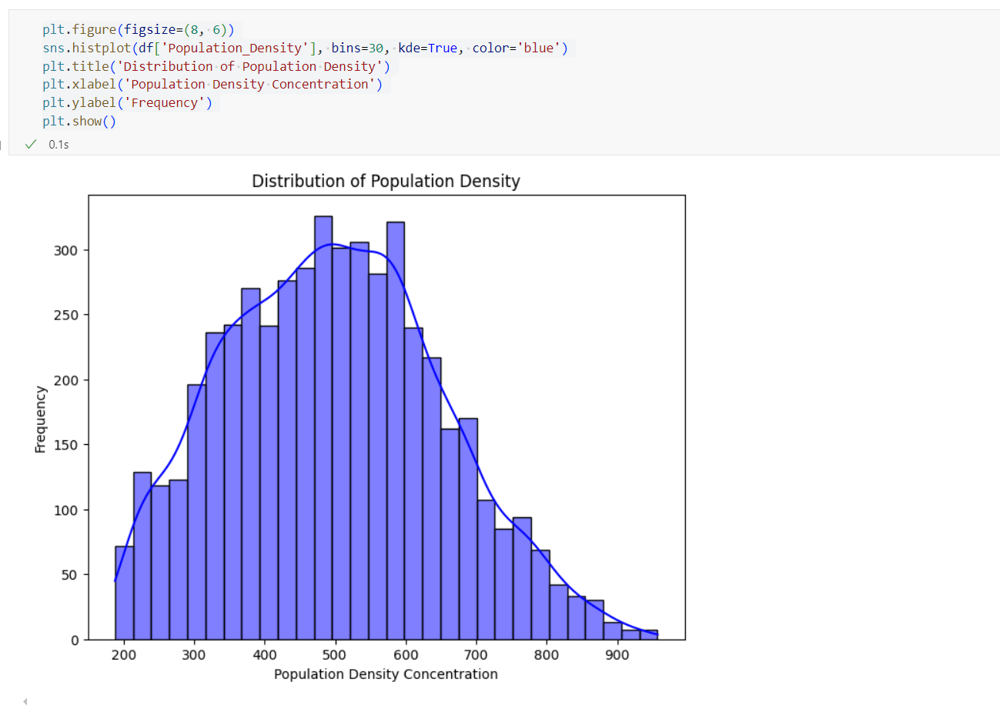 plt.figure(figsize=(8, 6))
sns.histplot(df['Population_Density'], bins=30, kde=True, color='blue')
plt.title('Distribution of Population Density')
plt.xlabel('Population Density Concentration')
plt.ylabel('Frequency')
plt.show()
0.1s
Distribution of Population Density
300
250
200
150
100
50
0
Frequency
200 300 400 500 600 700 800 900
Population Density Concentration